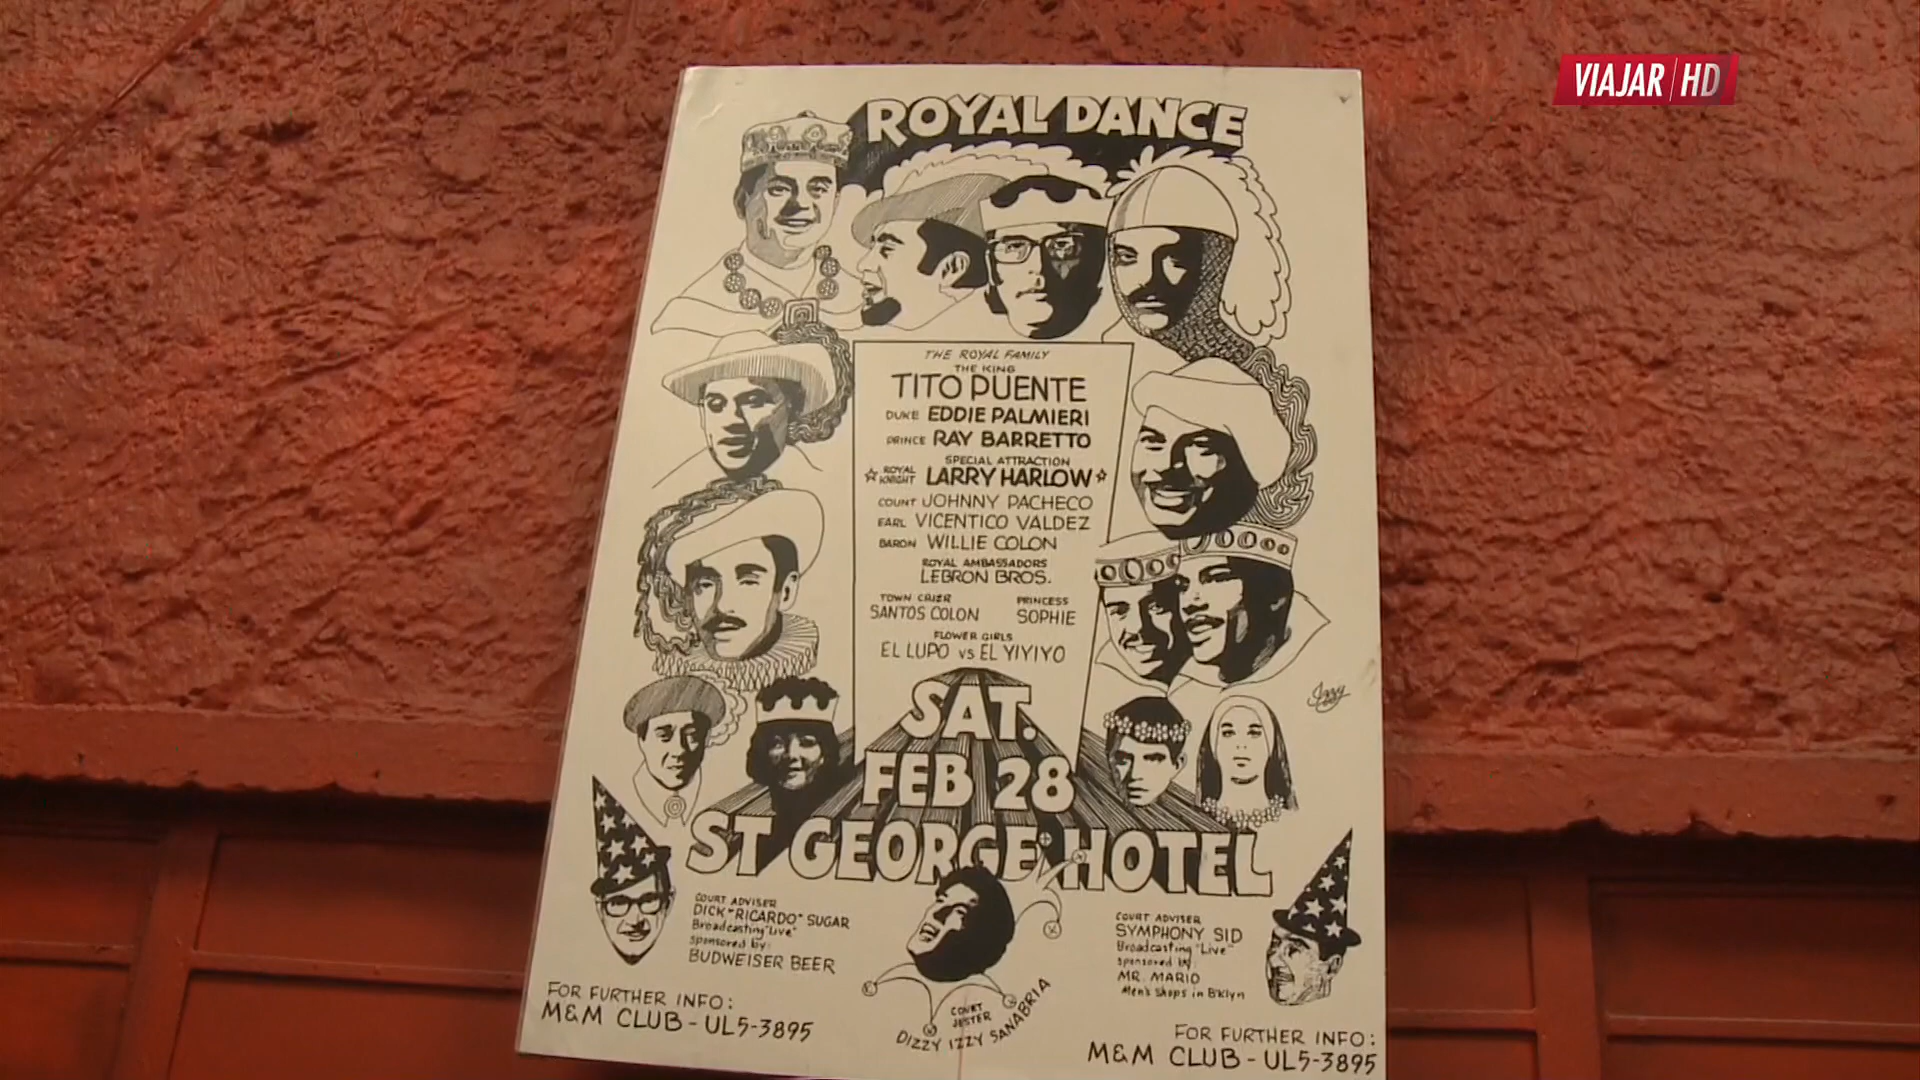 VIAJAR HD
ROYAL DANCE
THE ROYAL FAMILY
THE KING
TITO PUENTE
DUKE EDDIE PALMIERI
PRINCE RAY BARRETTO
SPECIAL ATTRACTION
ROYAL KNIGHT LARRY HARLOW
COUNT JOHNNY PACHECO
EARL VICENTICO VALDEZ
BARON WILLIE COLON
ROYAL AMBASSADORS
LEBRON BROS.
TOWN CRIER PRINCESS
SANTOS COLON SOPHIE
FLOWER GIRLS
EL LUPO VS EL YIYIYO
SAT.
FEB 28
ST GEORGE HOTEL
Izzy
COURT ADVISER
DICK "RICARDO" SUGAR
Broadcasting "Live"
sponsored by:
BUDWEISER BEER
COURT ADVISER
SYMPHONY SID
Broadcasting "Live"
sponsored by:
MR. MARIO
Men's Shops in B'klyn
COURT
JESTER
DIZZY IZZY SANABRIA
FOR FURTHER INFO:
M&M CLUB - UL5-3895
FOR FURTHER INFO:
M&M CLUB - UL5-3895